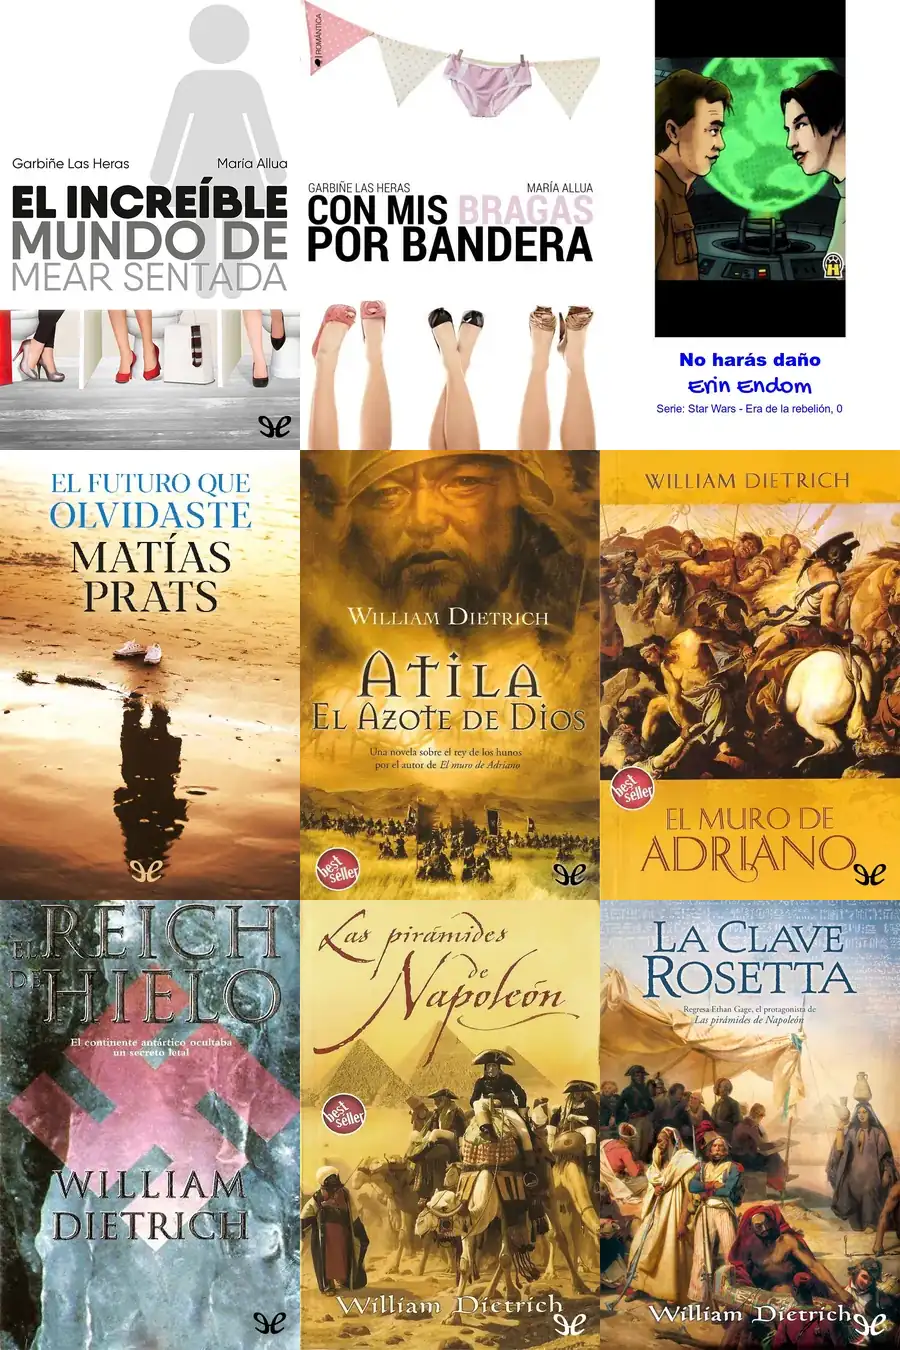 Garbiñe Las Heras
María Allua
EL INCREÍBLE
MUNDO DE
MEAR SENTADA
ROMÁNTICA
GARBIÑE LAS HERAS
MARÍA ALLUA
CON MIS BRAGAS
POR BANDERA
H
No harás daño
Erin Endom
Serie: Star Wars - Era de la rebelión, 0
EL FUTURO QUE
OLVIDASTE
MATÍAS
PRATS
WILLIAM DIETRICH
ATILA
EL AZOTE DE DIOS
Una novela sobre el rey de los hunos
por el autor de El muro de Adriano
best
seller
WILLIAM DIETRICH
best
seller
EL MURO DE
ADRIANO
EL REICH
DE HIELO
El continente antártico ocultaba
un secreto letal
WILLIAM
DIETRICH
Las pirámides
de
Napoleón
best
seller
William Dietrich
LA CLAVE
ROSETTA
Regresa Ethan Gage, el protagonista de
Las pirámides de Napoleón
William Dietrich